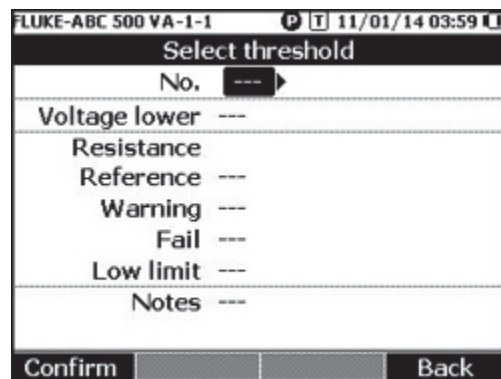 FLUKE-ABC 500 VA-1-1 P T 11/01/14 03:59
Select threshold
No. ---
Voltage lower ---
Resistance
Reference ---
Warning ---
Fail ---
Low limit ---
Notes ---
Confirm Back